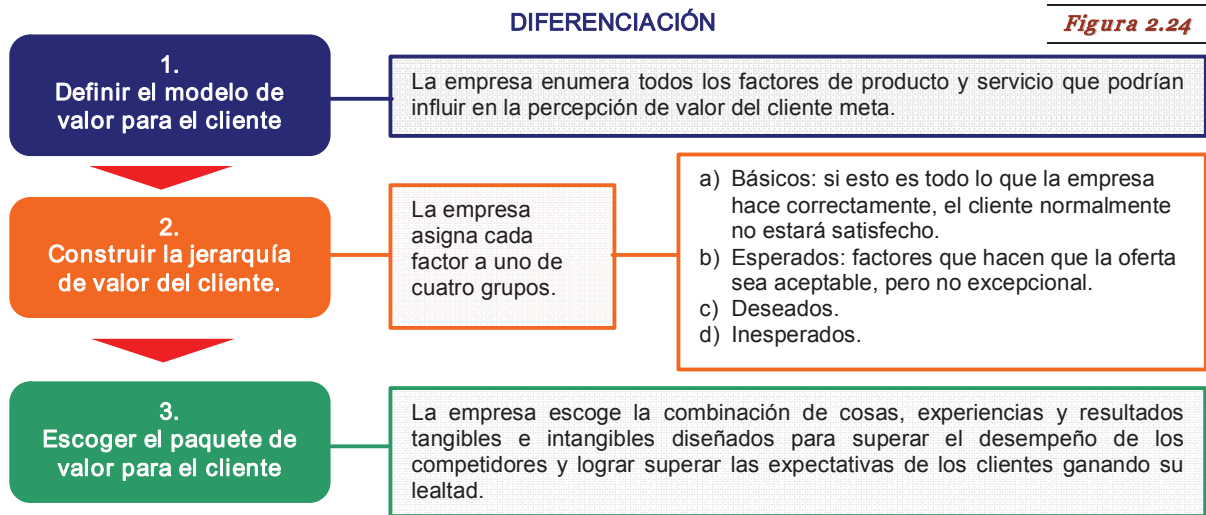 DIFERENCIACIÓN
Figura 2.24
1.
Definir el modelo de
valor para el cliente
La empresa enumera todos los factores de producto y servicio que podrían
influir en la percepción de valor del cliente meta.
2.
Construir la jerarquía
de valor del cliente.
La empresa
asigna cada
factor a uno de
cuatro grupos.
a) Básicos: si esto es todo lo que la empresa
hace correctamente, el cliente normalmente
no estará satisfecho.
b) Esperados: factores que hacen que la oferta
sea aceptable, pero no excepcional.
c) Deseados.
d) Inesperados.
3.
Escoger el paquete de
valor para el cliente
La empresa escoge la combinación de cosas, experiencias y resultados
tangibles e intangibles diseñados para superar el desempeño de los
competidores y lograr superar las expectativas de los clientes ganando su
lealtad.